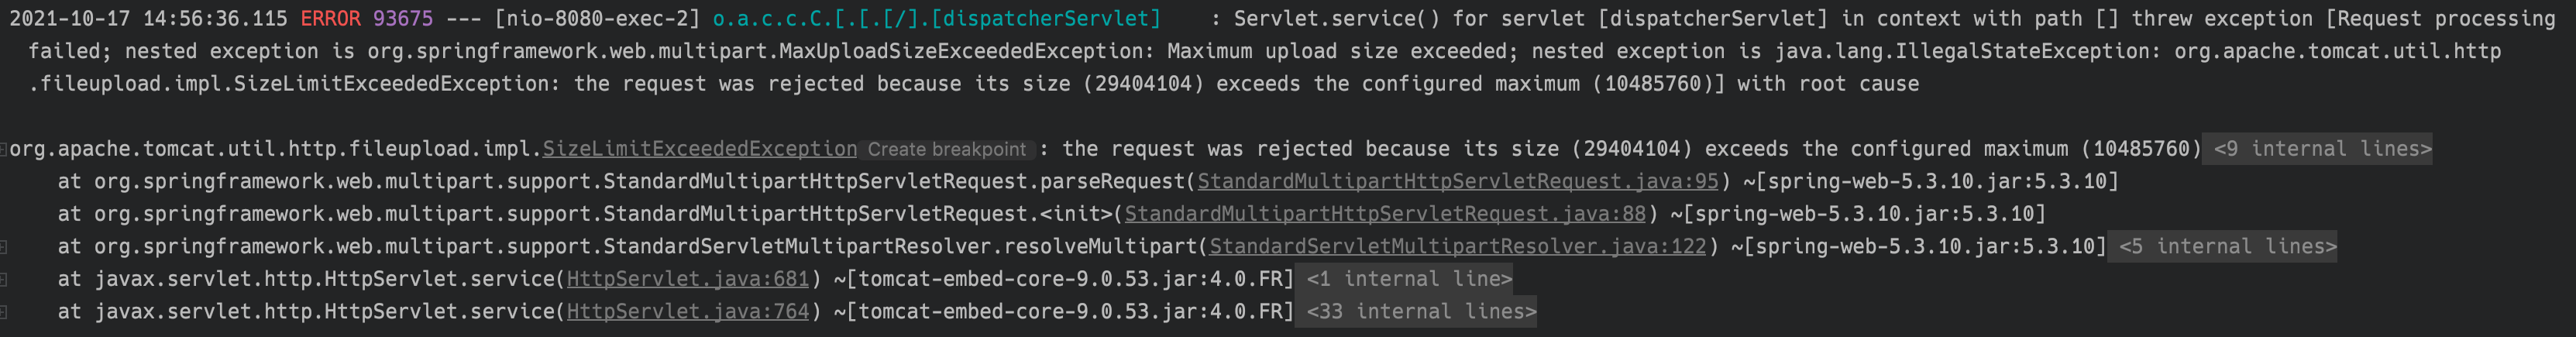 2021-10-17 14:56:36.115 ERROR 93675 --- [nio-8080-exec-2] o.a.c.c.C.[.[.[/].[dispatcherServlet]    : Servlet.service() for servlet [dispatcherServlet] in context with path [] threw exception [Request processing
failed; nested exception is org.springframework.web.multipart.MaxUploadSizeExceededException: Maximum upload size exceeded; nested exception is java.lang.IllegalStateException: org.apache.tomcat.util.http
.fileupload.impl.SizeLimitExceededException: the request was rejected because its size (29404104) exceeds the configured maximum (10485760)] with root cause
org.apache.tomcat.util.http.fileupload.impl.SizeLimitExceededException Create breakpoint : the request was rejected because its size (29404104) exceeds the configured maximum (10485760) <9 internal lines>
at org.springframework.web.multipart.support.StandardMultipartHttpServletRequest.parseRequest(StandardMultipartHttpServletRequest.java:95) ~[spring-web-5.3.10.jar:5.3.10]
at org.springframework.web.multipart.support.StandardMultipartHttpServletRequest.<init>(StandardMultipartHttpServletRequest.java:88) ~[spring-web-5.3.10.jar:5.3.10]
at org.springframework.web.multipart.support.StandardServletMultipartResolver.resolveMultipart(StandardServletMultipartResolver.java:122) ~[spring-web-5.3.10.jar:5.3.10] <5 internal lines>
at javax.servlet.http.HttpServlet.service(HttpServlet.java:681) ~[tomcat-embed-core-9.0.53.jar:4.0.FR] <1 internal line>
at javax.servlet.http.HttpServlet.service(HttpServlet.java:764) ~[tomcat-embed-core-9.0.53.jar:4.0.FR] <33 internal lines>